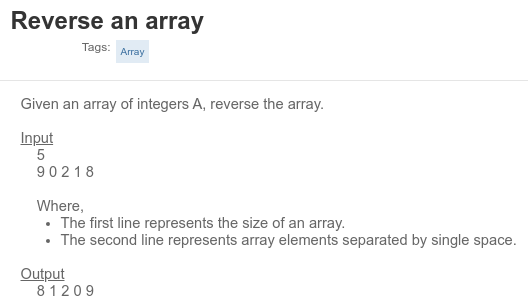 Reverse an array
Tags: Array
Given an array of integers A, reverse the array.
Input
5
9 0 2 1 8
Where,
• The first line represents the size of an array.
• The second line represents array elements separated by single space.
Output
8 1 2 0 9